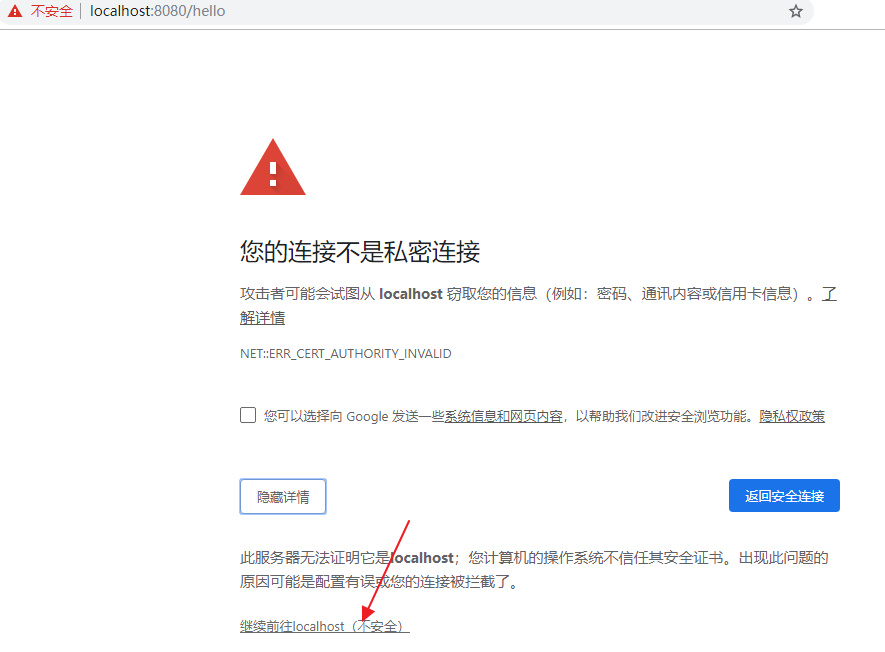 不安全 localhost:8080/hello
您的连接不是私密连接
攻击者可能会试图从 localhost 窃取您的信息（例如：密码、通讯内容或信用卡信息）。了
解详情
NET::ERR_CERT_AUTHORITY_INVALID
您可以选择向 Google 发送一些系统信息和网页内容，以帮助我们改进安全浏览功能。隐私权政策
隐藏详情 返回安全连接
此服务器无法证明它是localhost；您计算机的操作系统不信任其安全证书。出现此问题的
原因可能是配置有误或您的连接被拦截了。
继续前往localhost（不安全）